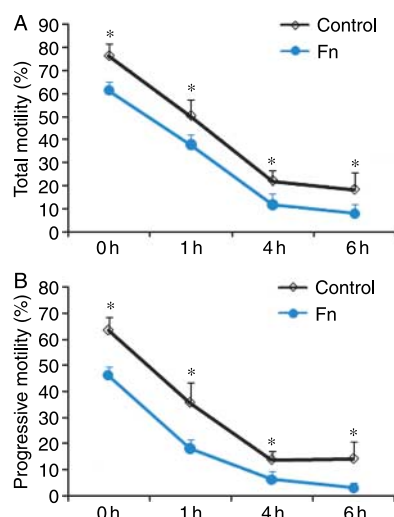 A
Total motility (%)
90
80
70
60
50
40
30
20
10
0
Control
Fn
*
*
*
*
0 h
1 h
4 h
6 h
B
Progressive motility (%)
80
70
60
50
40
30
20
10
0
Control
Fn
*
*
*
*
0 h
1 h
4 h
6 h